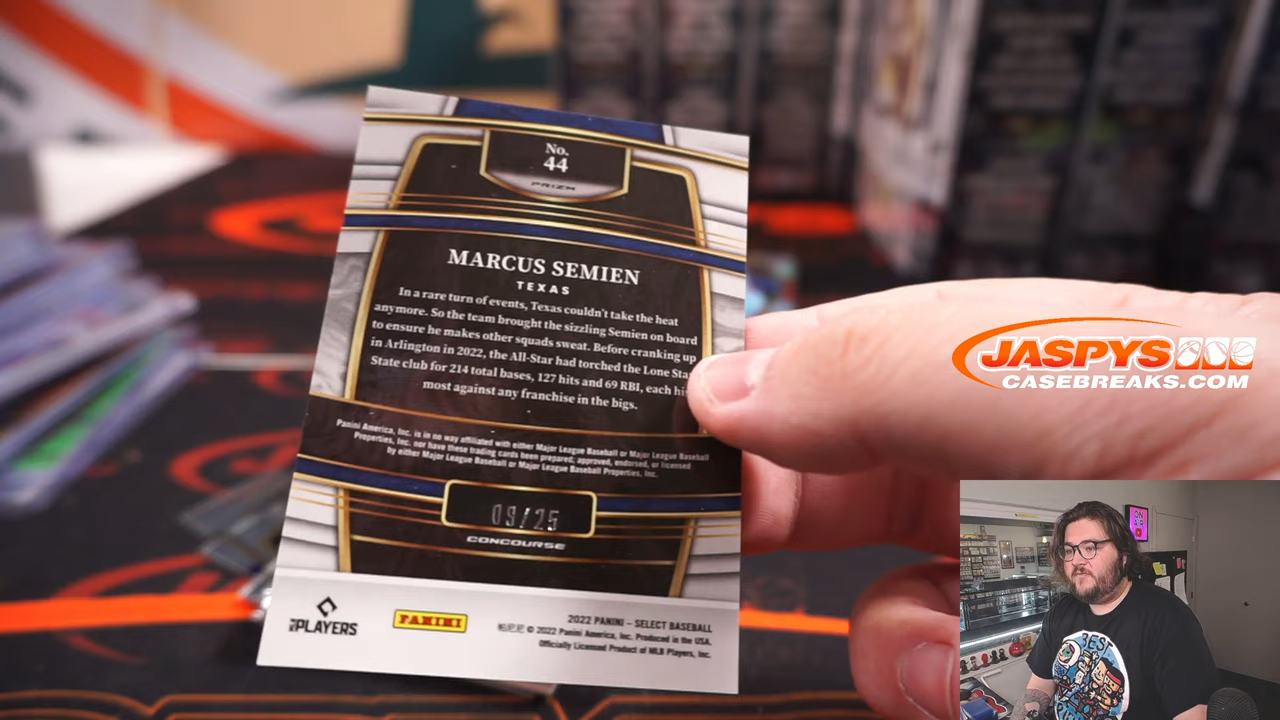 No.
44
PRIZM
MARCUS SEMIEN
TEXAS
In a rare turn of events, Texas couldn't take the heat
anymore. So the team brought the sizzling Semien on board
to ensure he makes other squads sweat. Before cranking up
in Arlington in 2022, the All-Star had torched the Lone Star
State club for 214 total bases, 127 hits and 69 RBI, each his
most against any franchise in the bigs.
Panini America, Inc. is in no way affiliated with either Major League Baseball or Major League Baseball
Properties, Inc. nor have these trading cards been prepared, approved, endorsed, or licensed
by either Major League Baseball or Major League Baseball Properties, Inc.
09/25
CONCOURSE
PLAYERS
PANINI
2022 PANINI – SELECT BASEBALL
© 2022 Panini America, Inc. Produced in the USA.
Officially Licensed Product of MLB Players, Inc.
JASPYS
CASEBREAKS.COM
ON
AIR
BEST